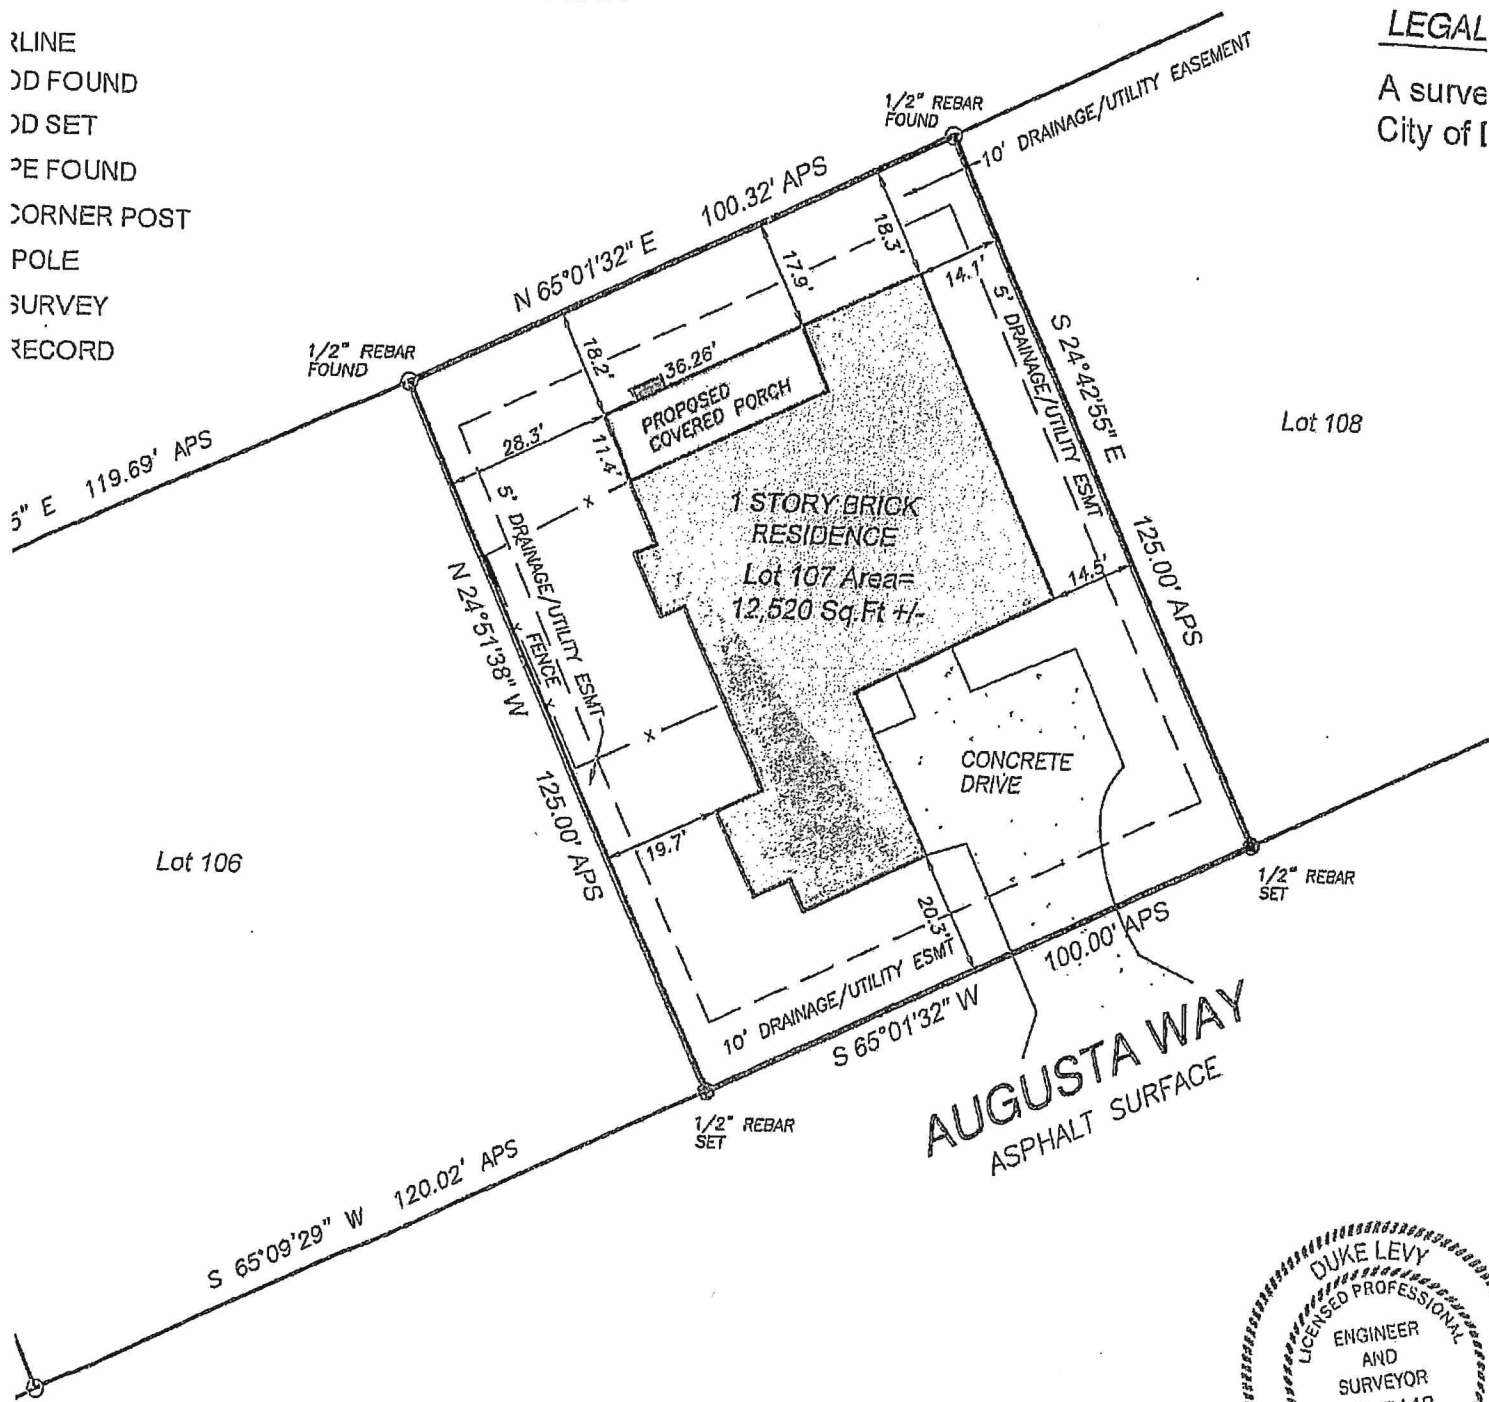 LEGAL
A surve
City of
RLINE
OD FOUND
OD SET
PE FOUND
CORNER POST
POLE
SURVEY
RECORD
1/2" REBAR
FOUND
10' DRAINAGE/UTILITY EASEMENT
N 65°01'32" E 100.32' APS
1/2" REBAR
FOUND
18.3'
17.9'
14.1'
18.2'
36.26'
PROPOSED
COVERED PORCH
28.3'
11.4'
5' DRAINAGE/UTILITY ESMT
S 24°42'55" E 125.00' APS
Lot 108
5" E 119.69' APS
x
1 STORY BRICK
RESIDENCE
Lot 107 Area=
12,520 Sq.Ft +/-
14.5'
5' DRAINAGE/UTILITY ESMT
x FENCE x
N 24°51'38" W 125.00' APS
x
CONCRETE
DRIVE
Lot 106
19.7'
20.3'
1/2" REBAR
SET
10' DRAINAGE/UTILITY ESMT
S 65°01'32" W 100.00' APS
AUGUSTA WAY
ASPHALT SURFACE
1/2" REBAR
SET
S 65°09'29" W 120.02' APS
DUKE LEVY
LICENSED PROFESSIONAL
ENGINEER
AND
SURVEYOR